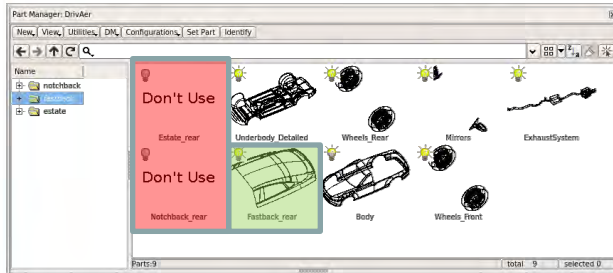 Part Manager: DrivAer
New View Utilities DM Configurations Set Part Identify
Name
notchback
fastback
estate
Don't Use
Estate_rear Underbody_Detailed Wheels_Rear Mirrors ExhaustSystem
Don't Use
Notchback_rear Fastback_rear Body Wheels_Front
Parts:9 total 9 selected 0